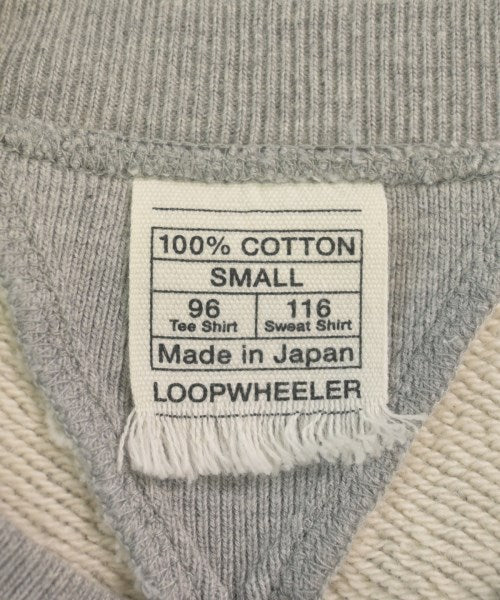 100% COTTON
SMALL
96 116
Tee Shirt Sweat Shirt
Made in Japan
LOOPWHEELER